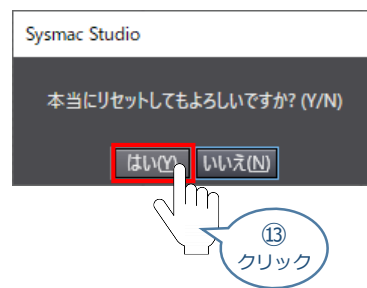 Sysmac Studio
本当にリセットしてもよろしいですか? (Y/N)
はい(Y) いいえ(N)
⑬
クリック